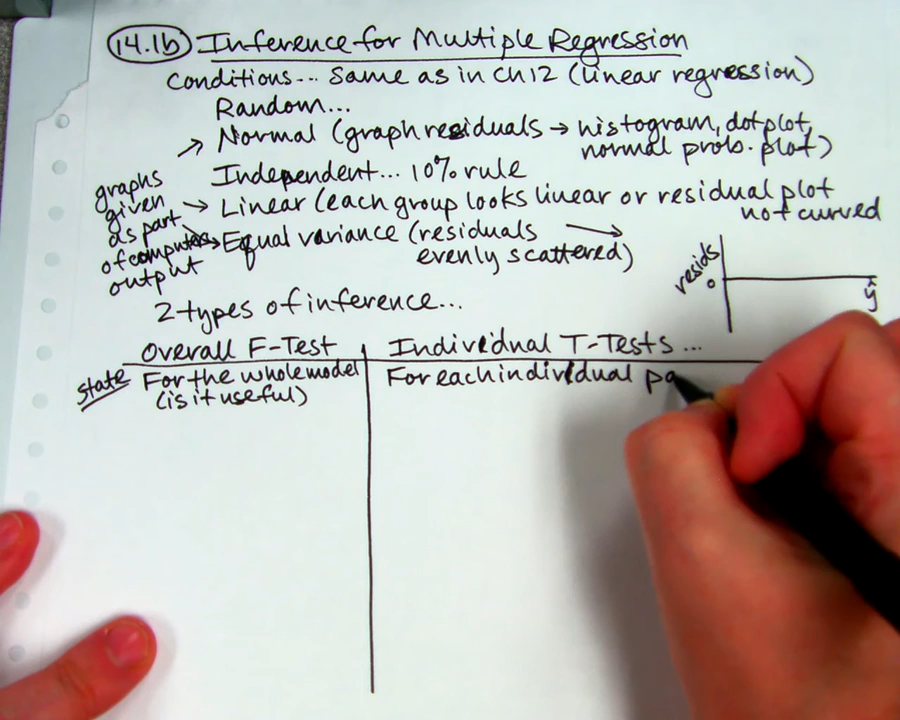 14.1b Inference for Multiple Regression
Conditions... Same as in Ch12 (linear regression)
Random...
Normal (graph residuals → histogram, dotplot,
normal prob. plot)
Independent... 10% rule
Linear (each group looks linear or residual plot
not curved
Equal variance (residuals
evenly scattered)
graphs
given
as part
of computer
output
resids
0
ŷ
2 types of inference...
Overall F-Test
Individual T-Tests ...
State
For the whole model
(is it useful)
For each individual pa